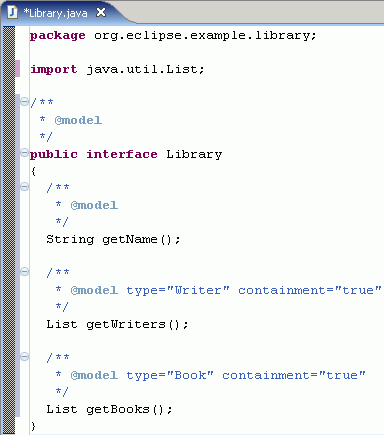 *Library.java
package org.eclipse.example.library;
import java.util.List;
/**
 * @model
 */
public interface Library
{
  /**
   * @model
   */
  String getName();
  /**
   * @model type="Writer" containment="true"
   */
  List getWriters();
  /**
   * @model type="Book" containment="true"
   */
  List getBooks();
}